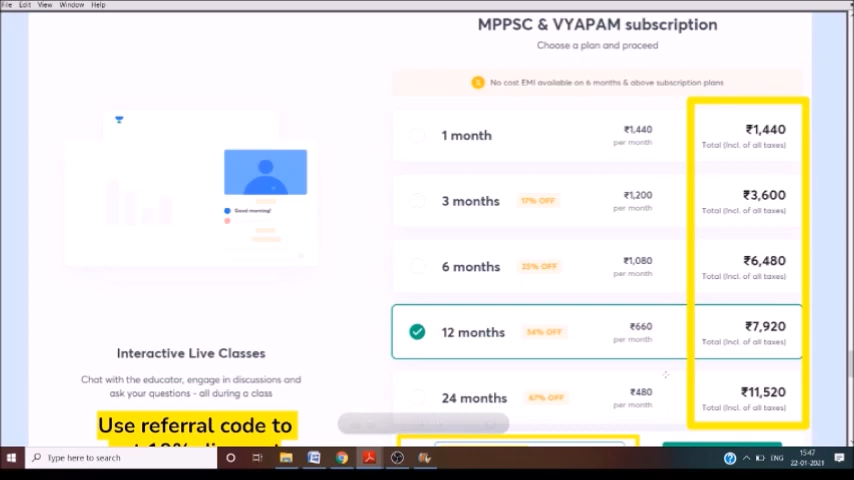 File Edit View Window Help
MPPSC & VYAPAM subscription
Choose a plan and proceed
No cost EMI available on 6 months & above subscription plans
1 month ₹1,440 per month ₹1,440 Total (Incl. of all taxes)
3 months 17% OFF ₹1,200 per month ₹3,600 Total (Incl. of all taxes)
6 months 25% OFF ₹1,080 per month ₹6,480 Total (Incl. of all taxes)
12 months 54% OFF ₹660 per month ₹7,920 Total (Incl. of all taxes)
24 months 67% OFF ₹480 per month ₹11,520 Total (Incl. of all taxes)
Good morning!
Interactive Live Classes
Chat with the educator, engage in discussions and
ask your questions - all during a class
Use referral code to
Type here to search
ENG
15:47
22-01-2021